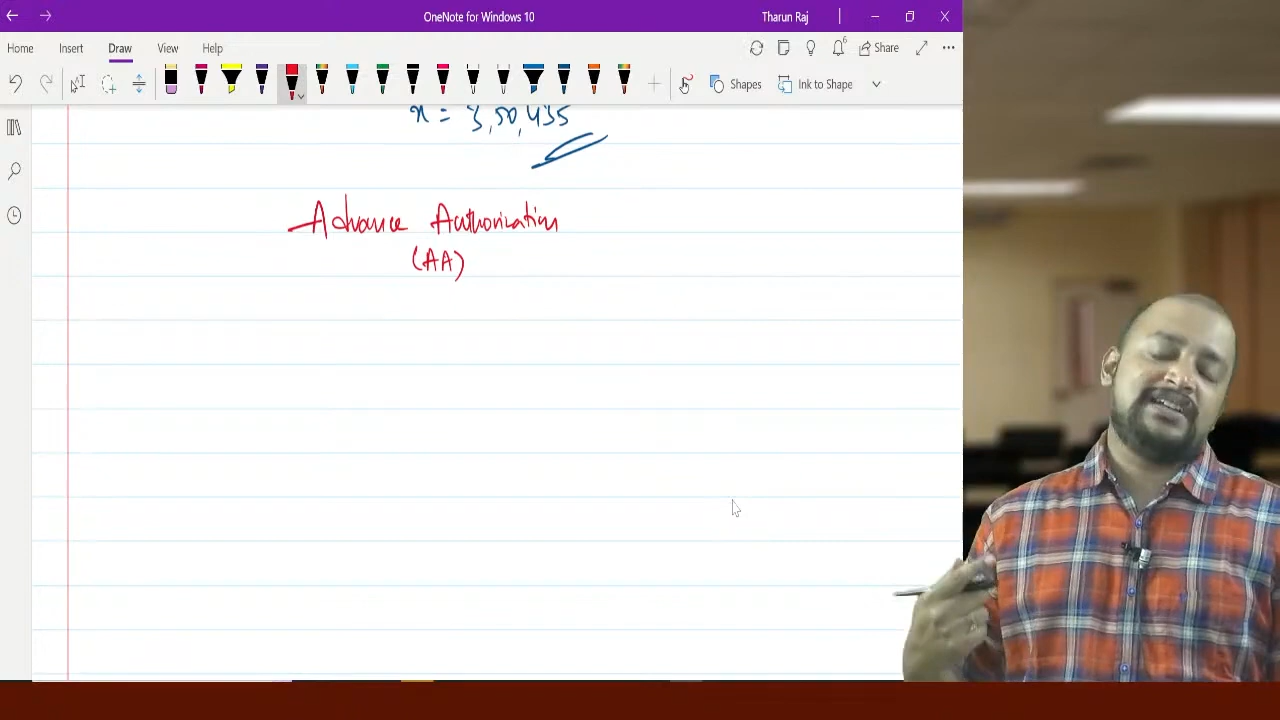 OneNote for Windows 10
Tharun Raj
Home Insert Draw View Help
6
Share
Shapes
Ink to Shape
x = 3,50,435
Advance Authorization
(AA)